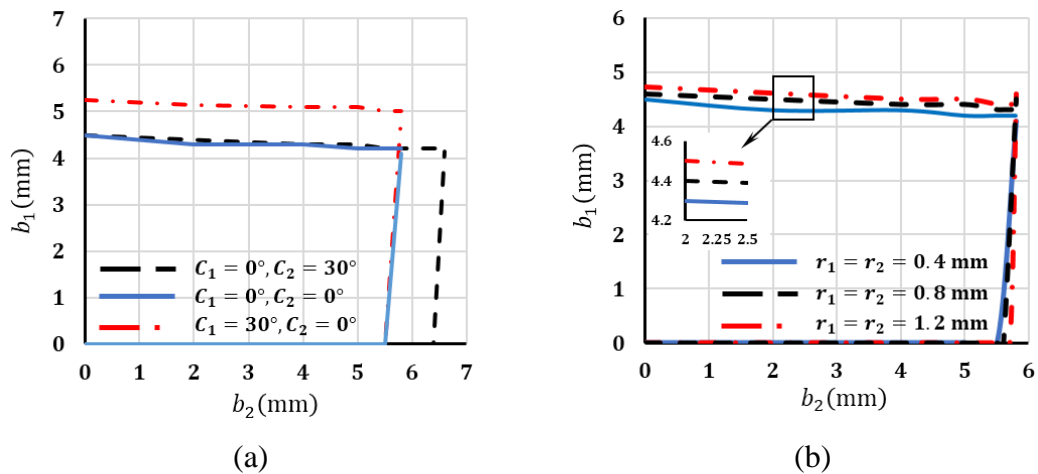 7
6
5
4
3
2
1
0
b₁(mm)
C₁ = 0°, C₂ = 30°
C₁ = 0°, C₂ = 0°
C₁ = 30°, C₂ = 0°
0 1 2 3 4 5 6 7
b₂(mm)
(a)
6
5
4
3
2
1
0
b₁(mm)
4.6
4.4
4.2
2 2.25 2.5
r₁ = r₂ = 0.4 mm
r₁ = r₂ = 0.8 mm
r₁ = r₂ = 1.2 mm
0 1 2 3 4 5 6
b₂(mm)
(b)